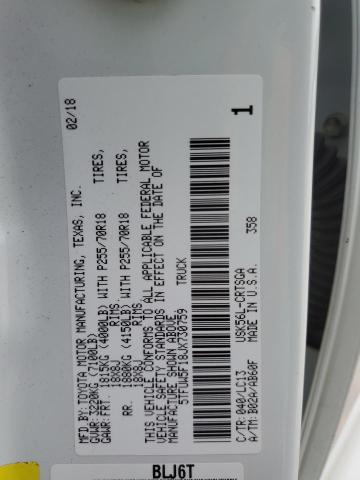 MFD BY: TOYOTA MOTOR MANUFACTURING, TEXAS, INC. 02/18
GVWR: 3220KG (7100LB)
GAWR: FRT. 1815KG (4000LB) WITH P255/70R18 TIRES,
18X8J RIMS
RR. 1880KG (4150LB) WITH P255/70R18 TIRES,
18X8J RIMS
THIS VEHICLE CONFORMS TO ALL APPLICABLE FEDERAL MOTOR
VEHICLE SAFETY STANDARDS IN EFFECT ON THE DATE OF
MANUFACTURE SHOWN ABOVE.
5TFUW5F18JX730759 TRUCK
1
USK56L-CRTSGA
C/TR: 040/LC13 358
A/TM: B02A/AB60F MADE IN U.S.A.
BLJ6T